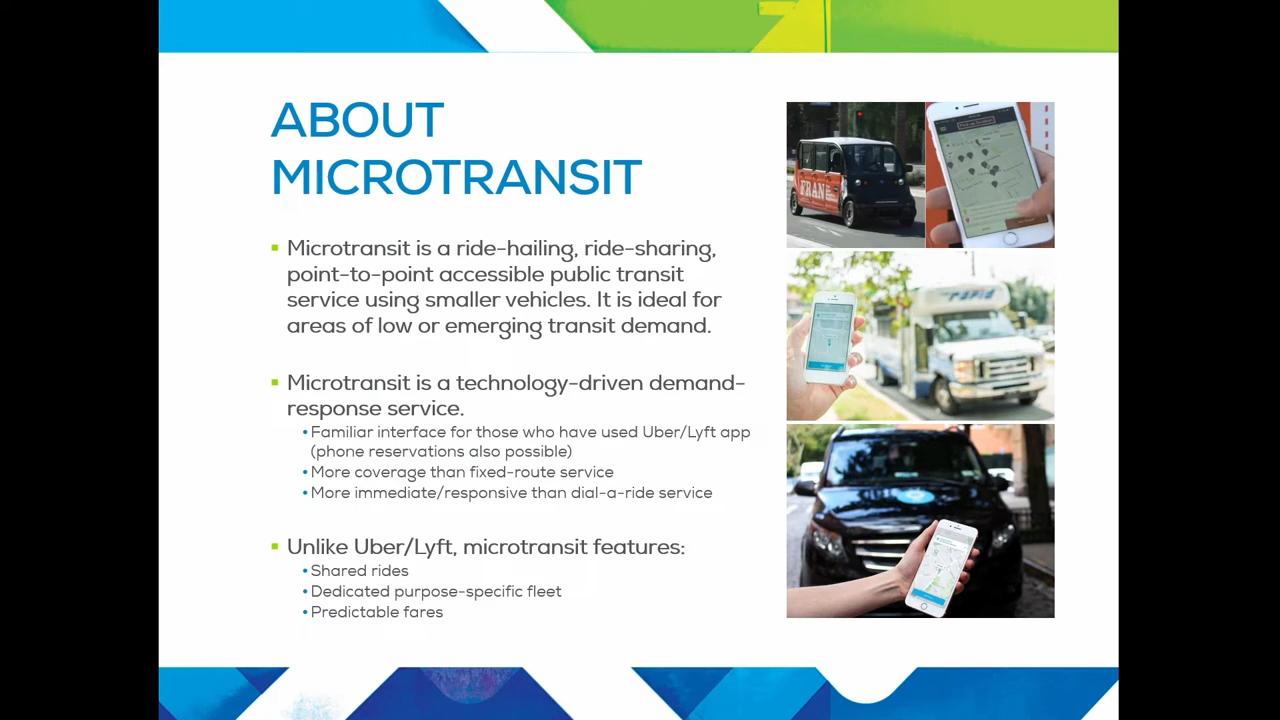 ABOUT
MICROTRANSIT
Microtransit is a ride-hailing, ride-sharing,
point-to-point accessible public transit
service using smaller vehicles. It is ideal for
areas of low or emerging transit demand.
Microtransit is a technology-driven demand-
response service.
Familiar interface for those who have used Uber/Lyft app
(phone reservations also possible)
More coverage than fixed-route service
More immediate/responsive than dial-a-ride service
Unlike Uber/Lyft, microtransit features:
Shared rides
Dedicated purpose-specific fleet
Predictable fares
FRAN